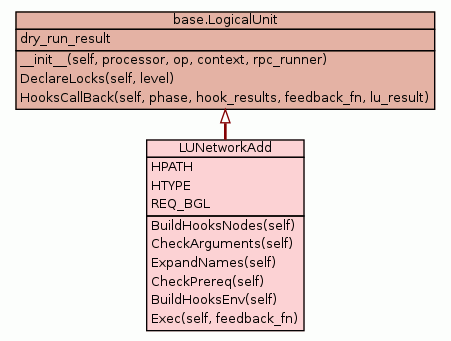 base.LogicalUnit
dry_run_result
__init__(self, processor, op, context, rpc_runner)
DeclareLocks(self, level)
HooksCallBack(self, phase, hook_results, feedback_fn, lu_result)
LUNetworkAdd
HPATH
HTYPE
REQ_BGL
BuildHooksNodes(self)
CheckArguments(self)
ExpandNames(self)
CheckPrereq(self)
BuildHooksEnv(self)
Exec(self, feedback_fn)